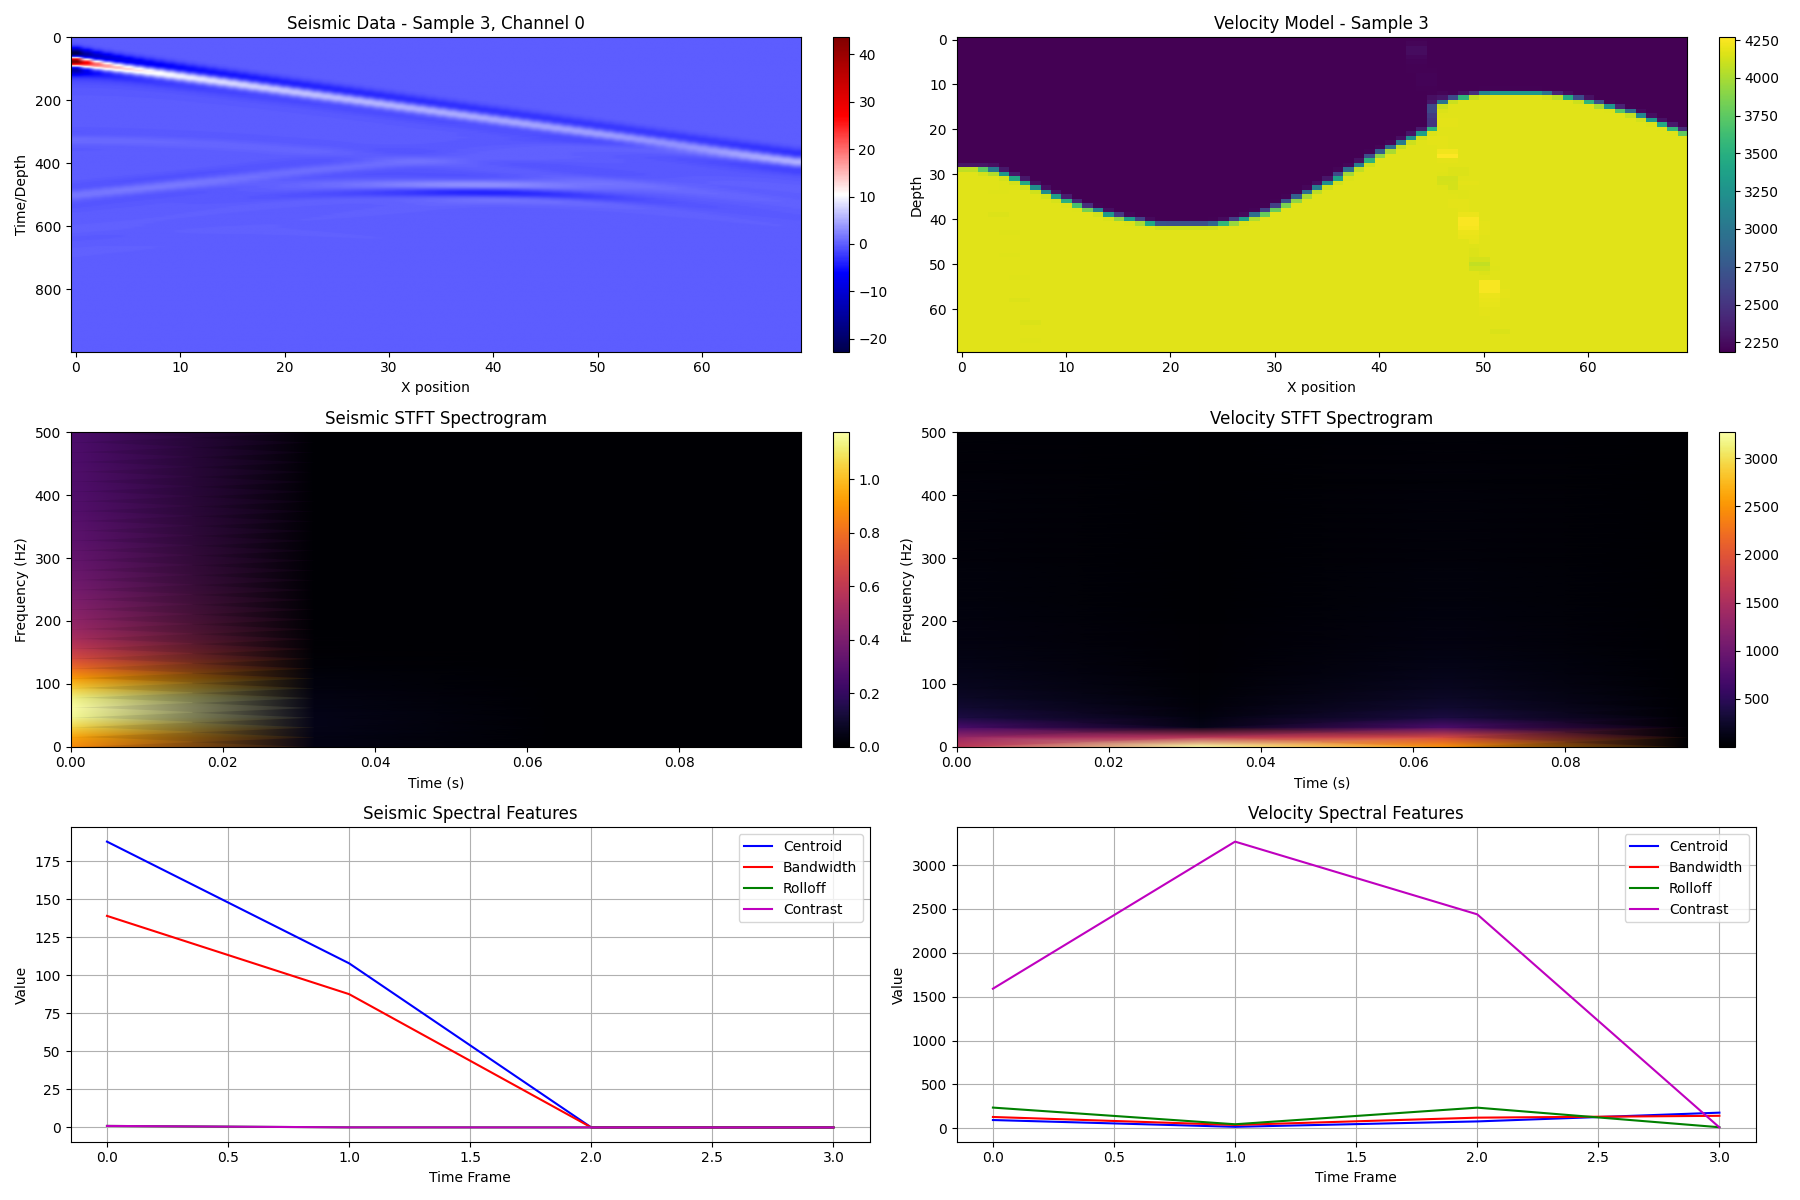 Seismic Data - Sample 3, Channel 0
0
200
400
600
800
Time/Depth
0 10 20 30 40 50 60
X position
40
30
20
10
0
−10
−20
Velocity Model - Sample 3
0
10
20
30
40
50
60
Depth
0 10 20 30 40 50 60
X position
4250
4000
3750
3500
3250
3000
2750
2500
2250
Seismic STFT Spectrogram
500
400
300
200
100
0
Frequency (Hz)
0.00 0.02 0.04 0.06 0.08
Time (s)
1.0
0.8
0.6
0.4
0.2
0.0
Velocity STFT Spectrogram
500
400
300
200
100
0
Frequency (Hz)
0.00 0.02 0.04 0.06 0.08
Time (s)
3000
2500
2000
1500
1000
500
Seismic Spectral Features
175
150
125
100
75
50
25
0
Value
Centroid
Bandwidth
Rolloff
Contrast
0.0 0.5 1.0 1.5 2.0 2.5 3.0
Time Frame
Velocity Spectral Features
3000
2500
2000
1500
1000
500
0
Value
Centroid
Bandwidth
Rolloff
Contrast
0.0 0.5 1.0 1.5 2.0 2.5 3.0
Time Frame